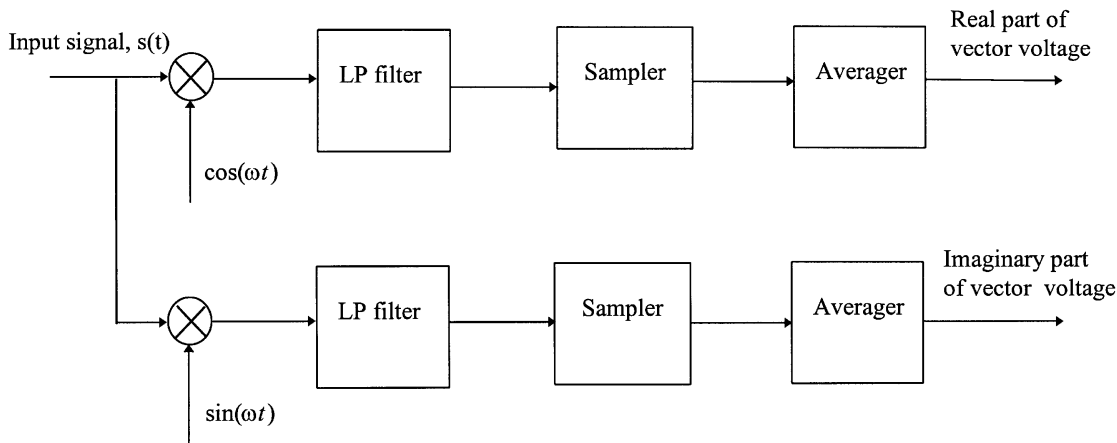 Input signal, s(t)
LP filter
Sampler
Averager
Real part of
vector voltage
cos(ωt)
LP filter
Sampler
Averager
Imaginary part
of vector voltage
sin(ωt)